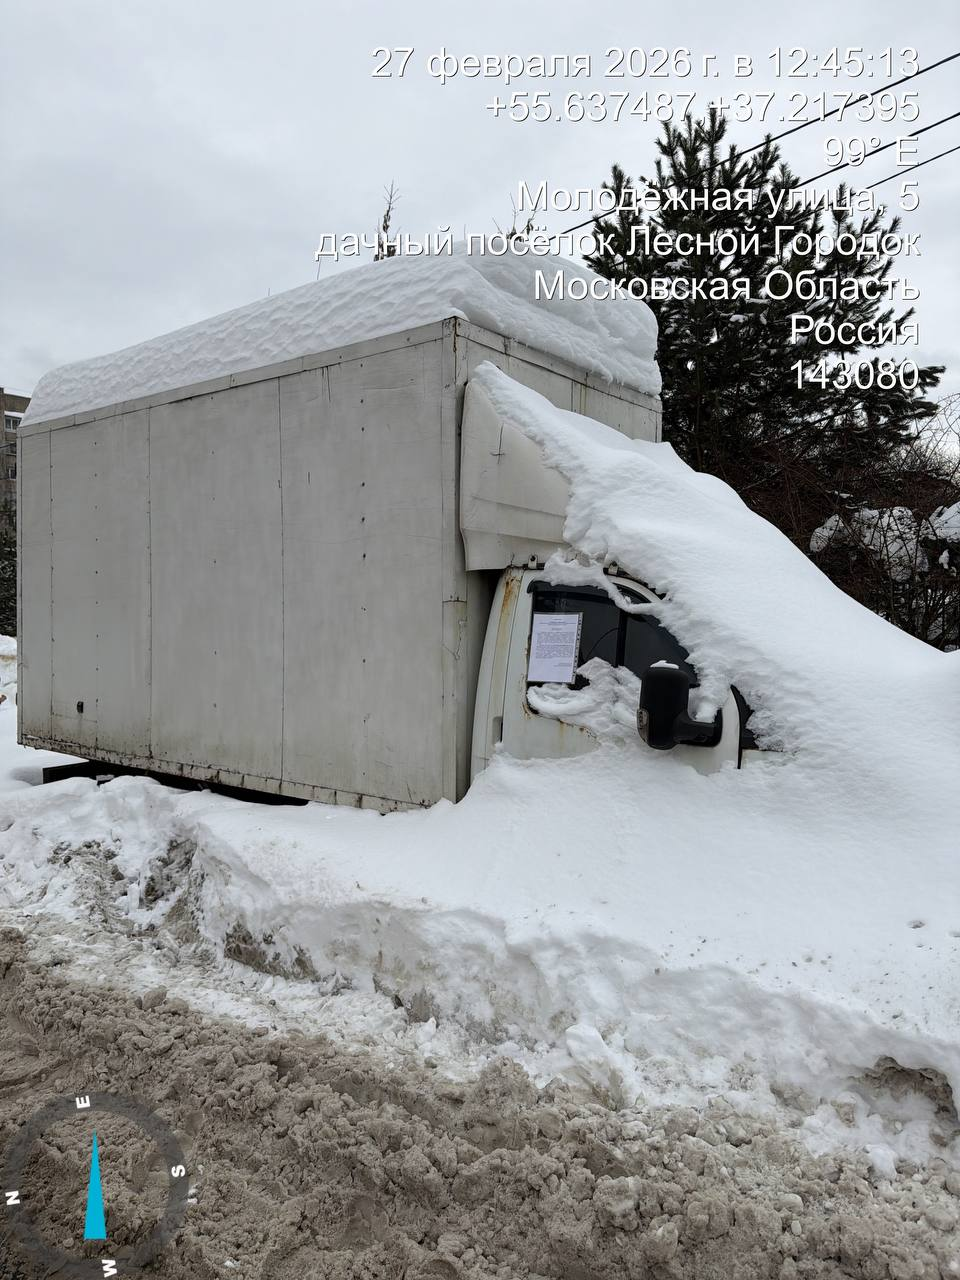 27 февраля 2026 г. в 12:45:13
+55.637487,+37.217395
99° E
Молодёжная улица, 5
дачный посёлок Лесной Городок
Московская Область
Россия
143080
E
N
S
W